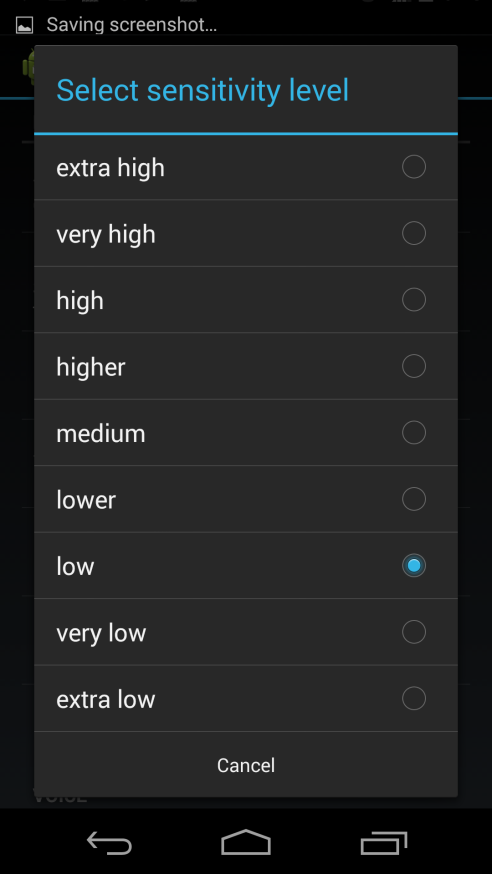 Saving screenshot...
Select sensitivity level
extra high
very high
high
higher
medium
lower
low
very low
extra low
Cancel